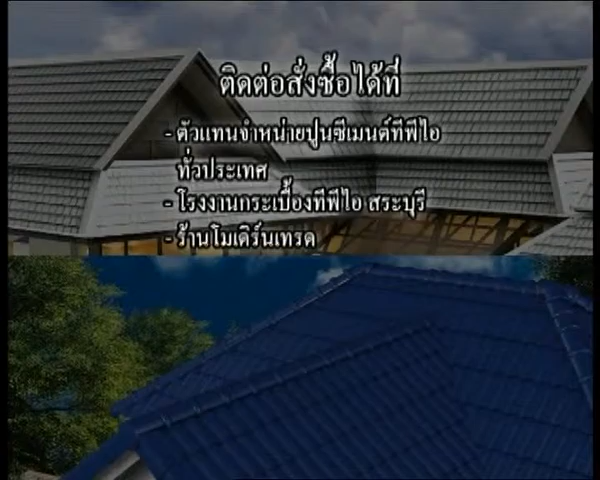 ติดต่อสั่งซื้อได้ที่
- ตัวแทนจำหน่ายปูนซีเมนต์ทีพีไอ
ทั่วประเทศ
- โรงงานกระเบื้องทีพีไอ สระบุรี
- ร้านโมเดิร์นเทรด